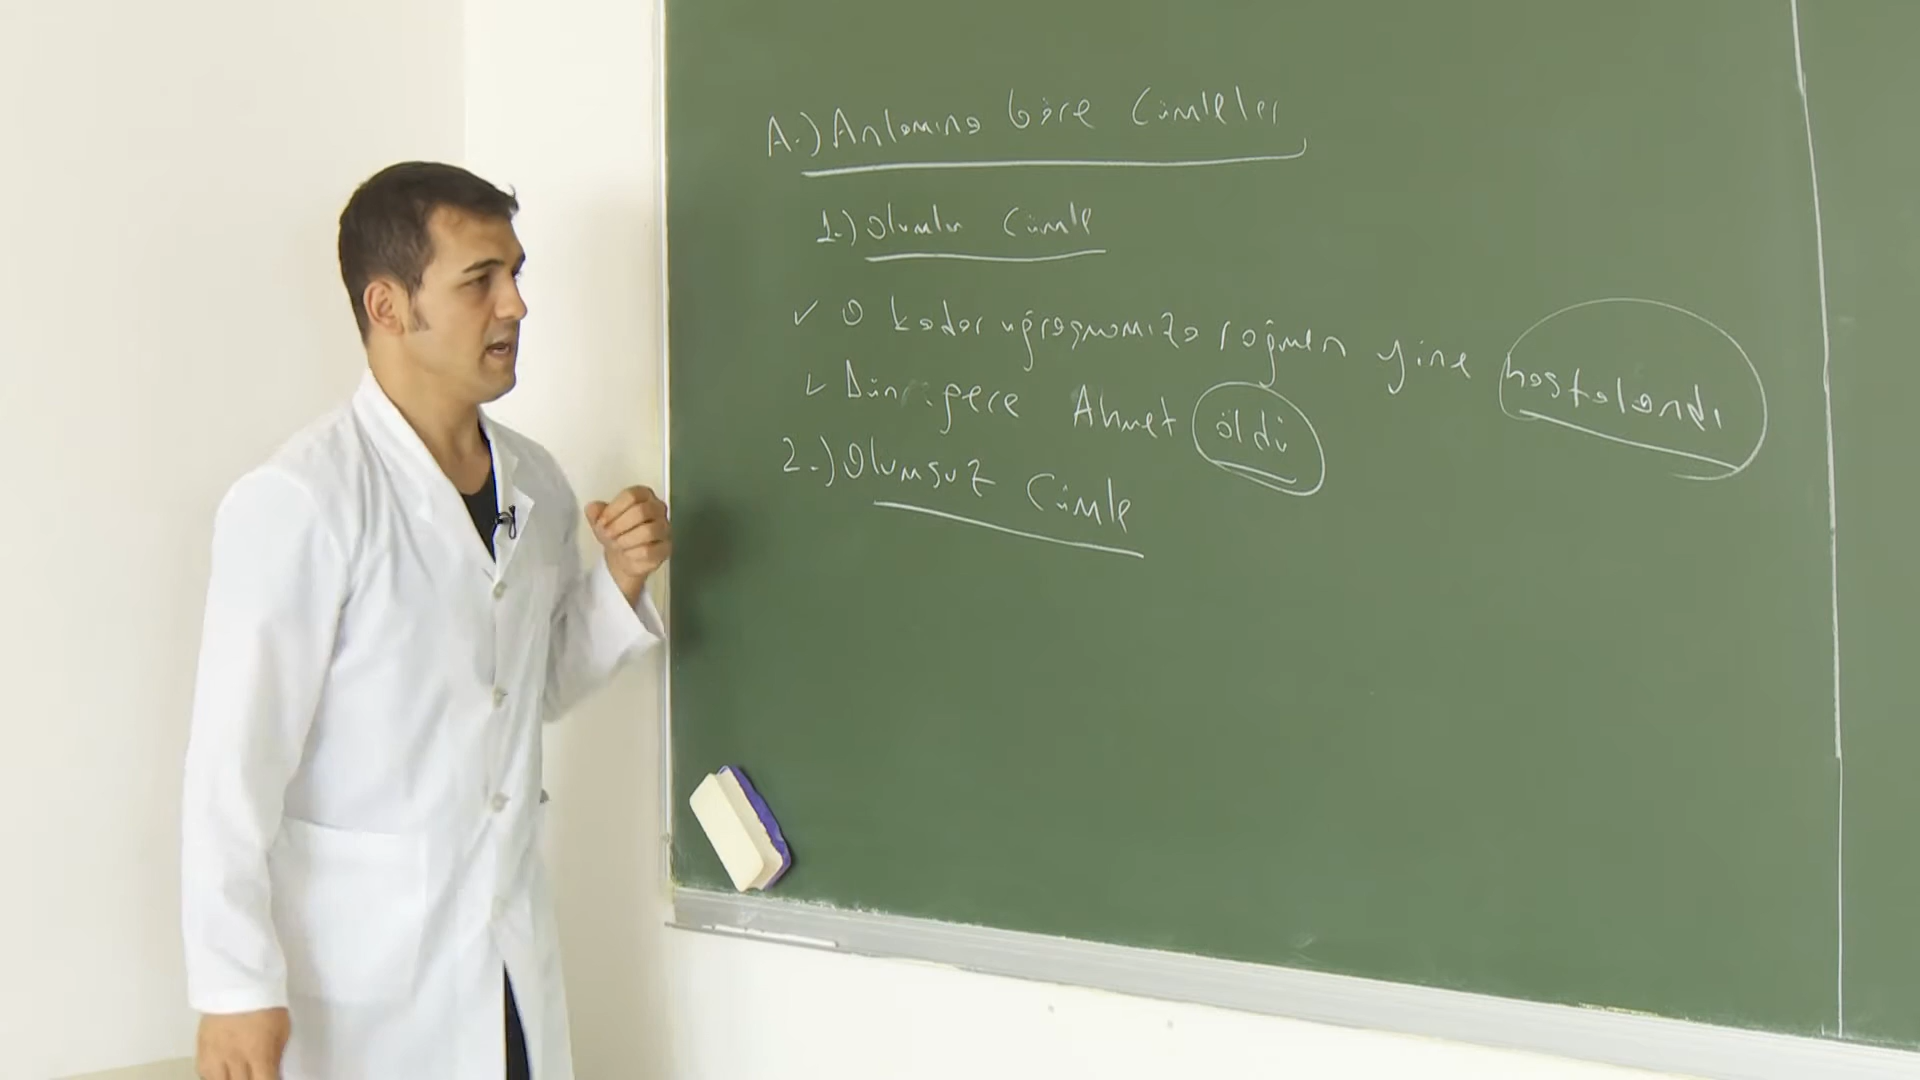 A.) Anlamına Göre Cümleler
1.) Olumlu Cümle
✓ O kadar uğraşmamıza rağmen yine hastalandı
✓ Dün gece Ahmet öldü
2.) Olumsuz Cümle